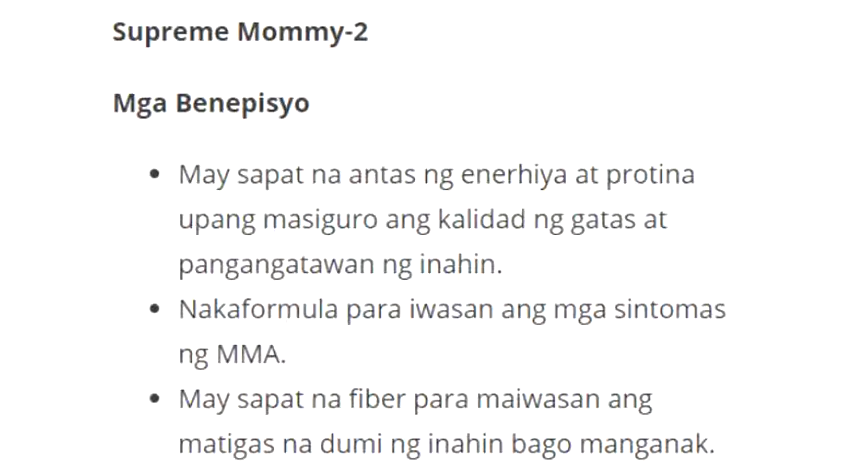 Supreme Mommy-2
Mga Benepisyo
• May sapat na antas ng enerhiya at protina
upang masiguro ang kalidad ng gatas at
pangangatawan ng inahin.
• Nakaformula para iwasan ang mga sintomas
ng MMA.
• May sapat na fiber para maiwasan ang
matigas na dumi ng inahin bago manganak.